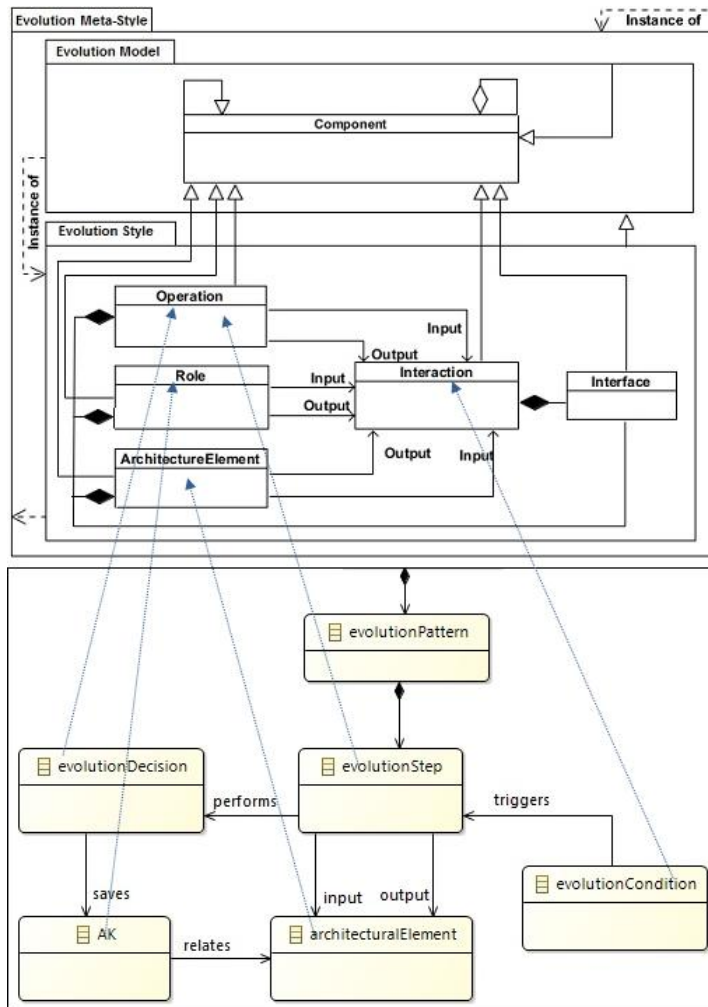 Evolution Meta-Style
Instance of
Evolution Model
Component
Instance of
Evolution Style
Operation
Input
Output
Role
Input
Interaction
Interface
Output
ArchitectureElement
Output
Input
evolutionPattern
evolutionDecision
evolutionStep
performs
triggers
evolutionCondition
saves
input
output
AK
relates
architecturalElement